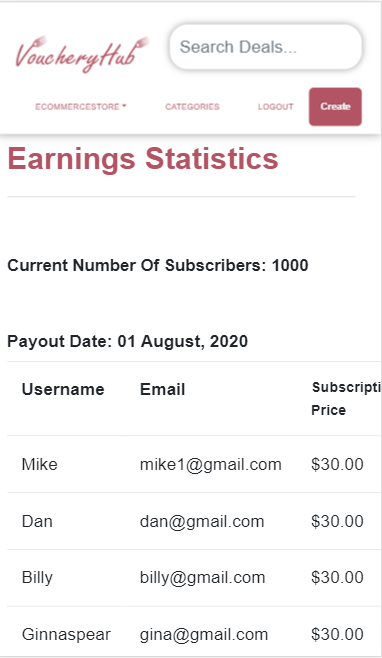 VoucheryHub
Search Deals...
ECOMMERCESTORE CATEGORIES LOGOUT Create
Earnings Statistics
Current Number Of Subscribers: 1000
Payout Date: 01 August, 2020
Username Email Subscripti
Price
Mike mike1@gmail.com $30.00
Dan dan@gmail.com $30.00
Billy billy@gmail.com $30.00
Ginnaspear gina@gmail.com $30.00